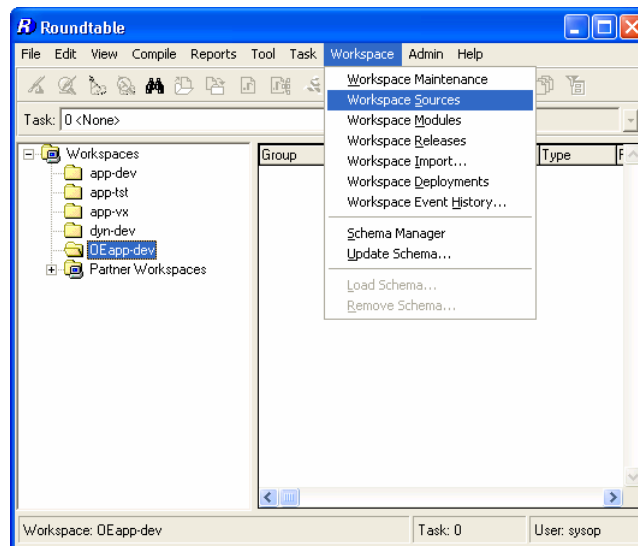 Roundtable
File Edit View Compile Reports Tool Task Workspace Admin Help
Workspace Maintenance
Workspace Sources
Workspace Modules
Workspace Releases
Workspace Import...
Workspace Deployments
Workspace Event History...
Schema Manager
Update Schema...
Load Schema...
Remove Schema...
Task: 0 <None>
Workspaces
app-dev
app-tst
app-vx
dyn-dev
OEapp-dev
Partner Workspaces
Group Type
Workspace: OEapp-dev Task: 0 User: sysop